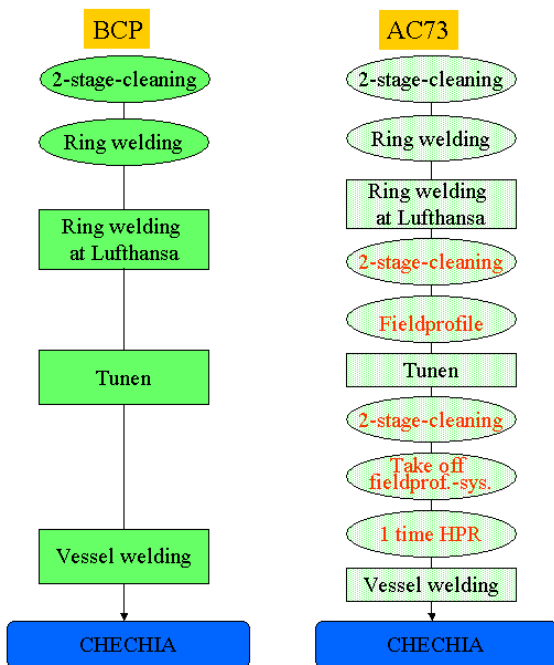 BCP
2-stage-cleaning
Ring welding
Ring welding
at Lufthansa
Tunen
Vessel welding
CHECHIA
AC73
2-stage-cleaning
Ring welding
Ring welding
at Lufthansa
2-stage-cleaning
Fieldprofile
Tunen
2-stage-cleaning
Take off
fieldprof.-sys.
1 time HPR
Vessel welding
CHECHIA